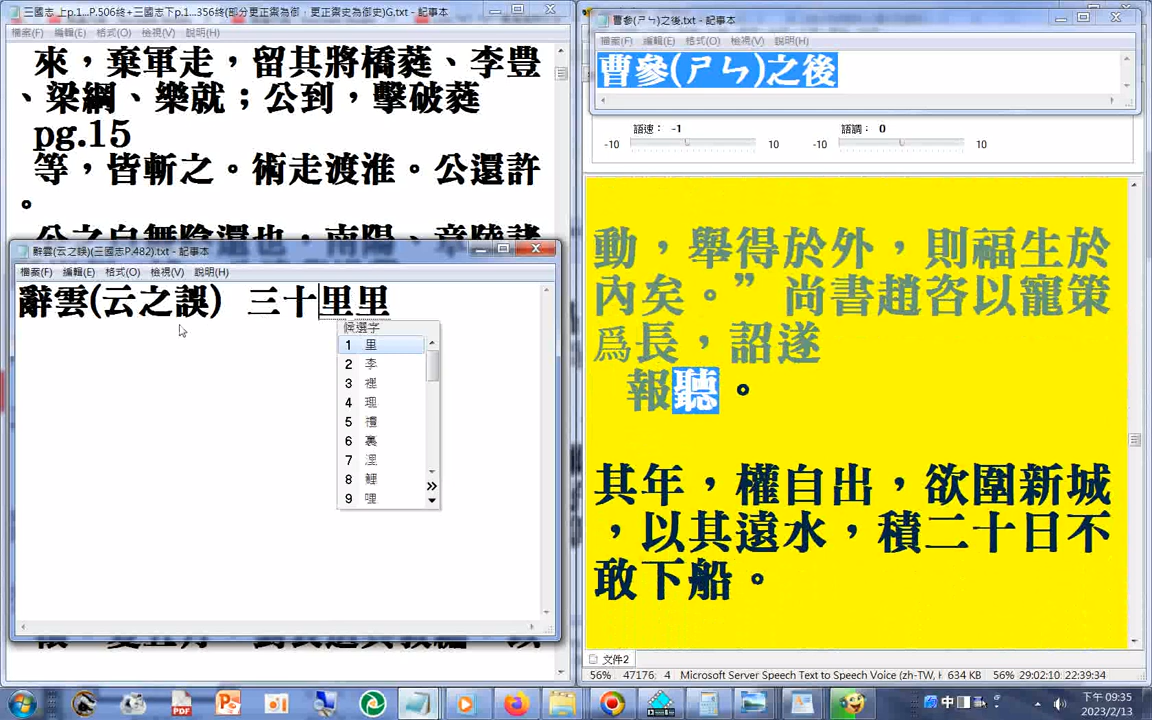 三國志 上p.1...P.506終+三國志下p.1...356終(部分更正禦為御，更正史為史)G.txt - 記事本
檔案(F) 編輯(E) 格式(O) 檢視(V) 說明(H)
來，棄軍走，留其將橋蕤、李豐
、梁綱、樂就；公到，擊破蕤
pg.15
等，皆斬之。術走渡淮。公還許
。
辭雲(云之誤)(三國志P.482).txt - 記事本
檔案(F) 編輯(E) 格式(O) 檢視(V) 說明(H)
辭雲(云之誤) 三十里里
候選字
1 里
2 李
3 裡
4 理
5 禮
6 裏
7 浬
8 鯉
9 哩
曹參(ㄕㄣ)之後.txt - 記事本
檔案(F) 編輯(E) 格式(O) 檢視(V) 說明(H)
曹參(ㄕㄣ)之後
語速： -1
-10 10
語調： 0
-10 10
動，舉得於外，則福生於
內矣。” 尚書趙咨以寵策
爲長，詔遂
報聽。
其年，權自出，欲圍新城
，以其遠水，積二十日不
敢下船。
文件2
56% 47176: 4 Microsoft Server Speech Text to Speech Voice (zh-TW, 634 KB 56% 29:02:10 22:39:34
中
下午 09:35
2023/2/13